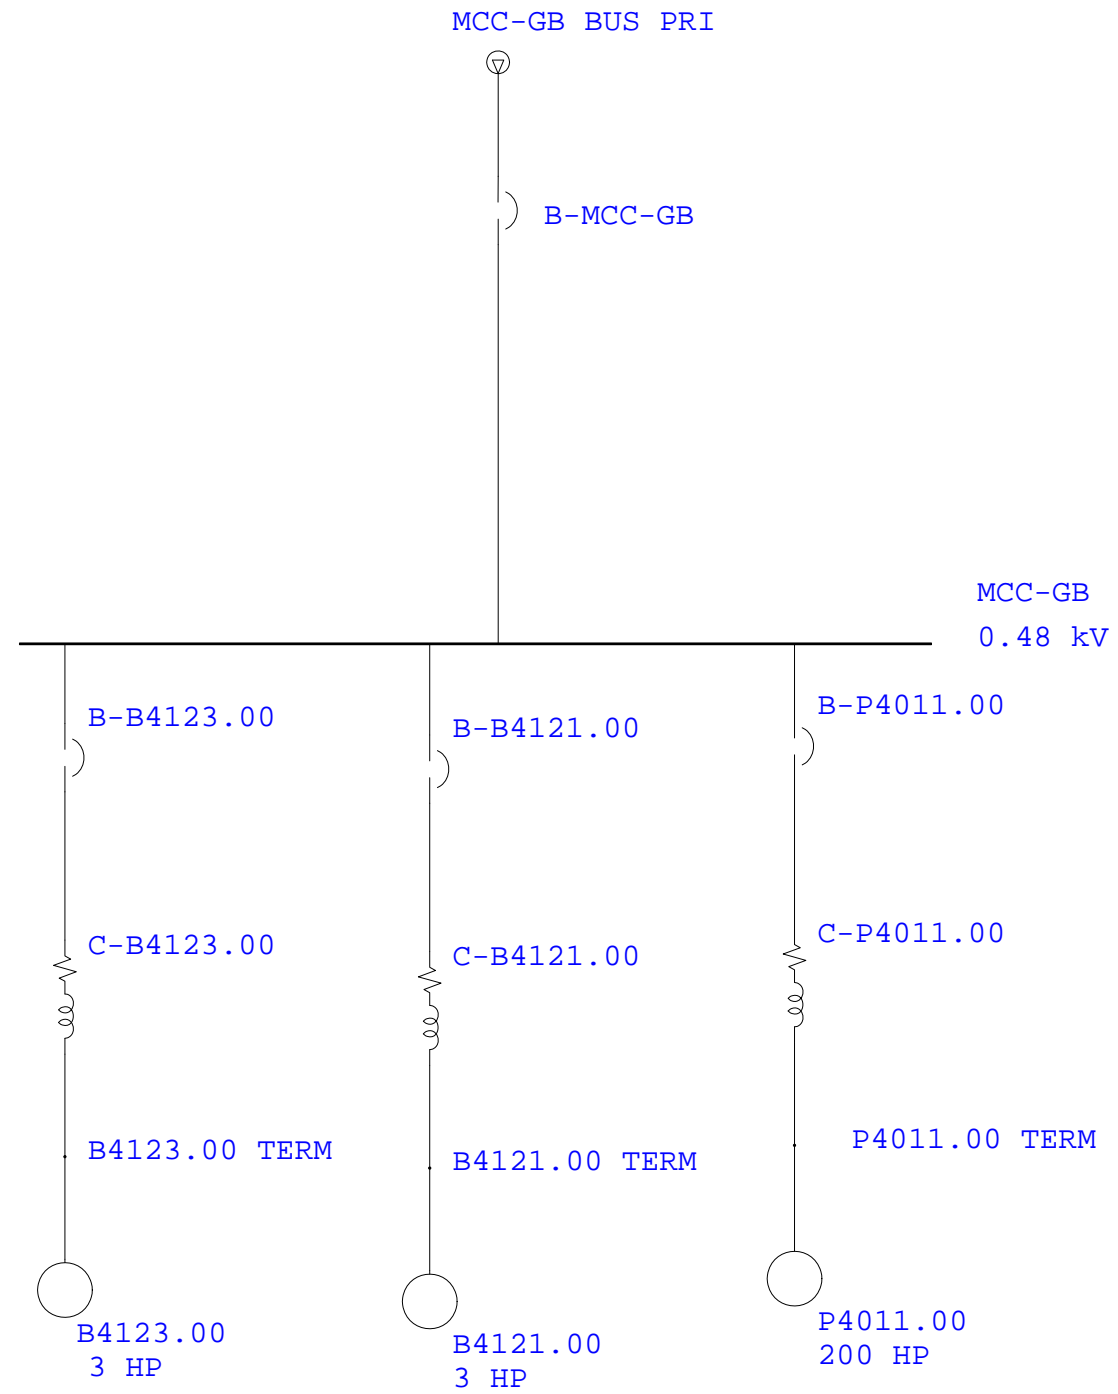 MCC-GB BUS PRI
B-MCC-GB
MCC-GB
0.48 kV
B-B4123.00
B-B4121.00
B-P4011.00
C-B4123.00
C-B4121.00
C-P4011.00
B4123.00 TERM
B4121.00 TERM
P4011.00 TERM
B4123.00
3 HP
B4121.00
3 HP
P4011.00
200 HP